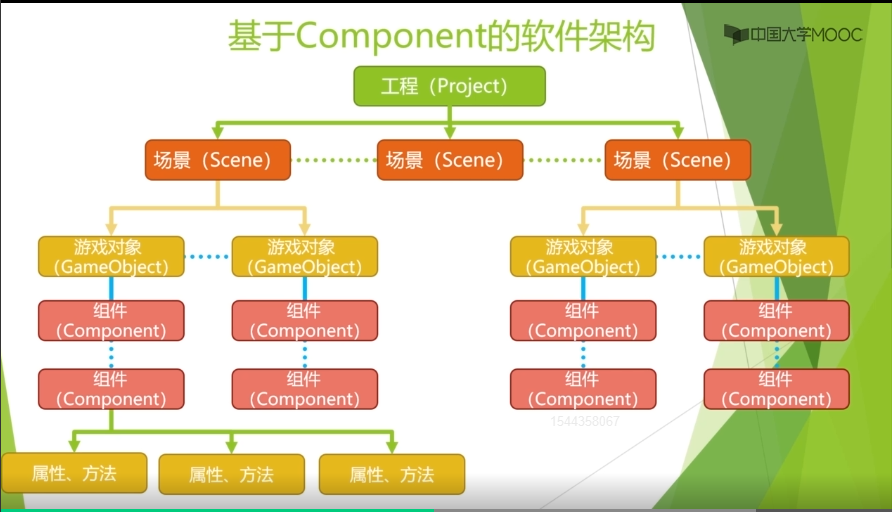 基于Component的软件架构
中国大学MOOC
工程（Project）
场景（Scene）
场景（Scene）
场景（Scene）
游戏对象
（GameObject）
游戏对象
（GameObject）
游戏对象
（GameObject）
游戏对象
（GameObject）
组件
（Component）
组件
（Component）
组件
（Component）
组件
（Component）
组件
（Component）
组件
（Component）
组件
（Component）
组件
（Component）
1544358067
属性、方法
属性、方法
属性、方法